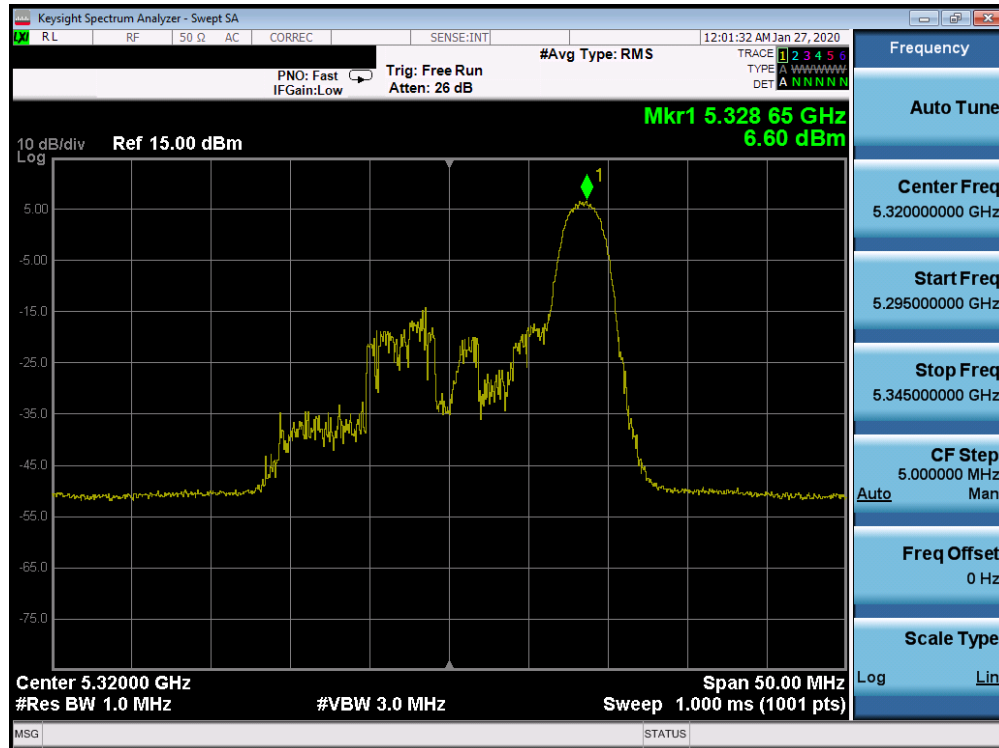 Keysight Spectrum Analyzer - Swept SA
LXI RL RF 50 Ω AC CORREC SENSE:INT 12:01:32 AM Jan 27, 2020
#Avg Type: RMS TRACE 1 2 3 4 5 6
PNO: Fast Trig: Free Run TYPE A WWWWW
IFGain:Low Atten: 26 dB DET A N N N N N
Mkr1 5.328 65 GHz
6.60 dBm
10 dB/div Ref 15.00 dBm
Log
1
5.00
-5.00
-15.0
-25.0
-35.0
-45.0
-55.0
-65.0
-75.0
Center 5.32000 GHz Span 50.00 MHz
#Res BW 1.0 MHz #VBW 3.0 MHz Sweep 1.000 ms (1001 pts)
MSG STATUS
Frequency
Auto Tune
Center Freq
5.320000000 GHz
Start Freq
5.295000000 GHz
Stop Freq
5.345000000 GHz
CF Step
5.000000 MHz
Auto Man
Freq Offset
0 Hz
Scale Type
Log Lin